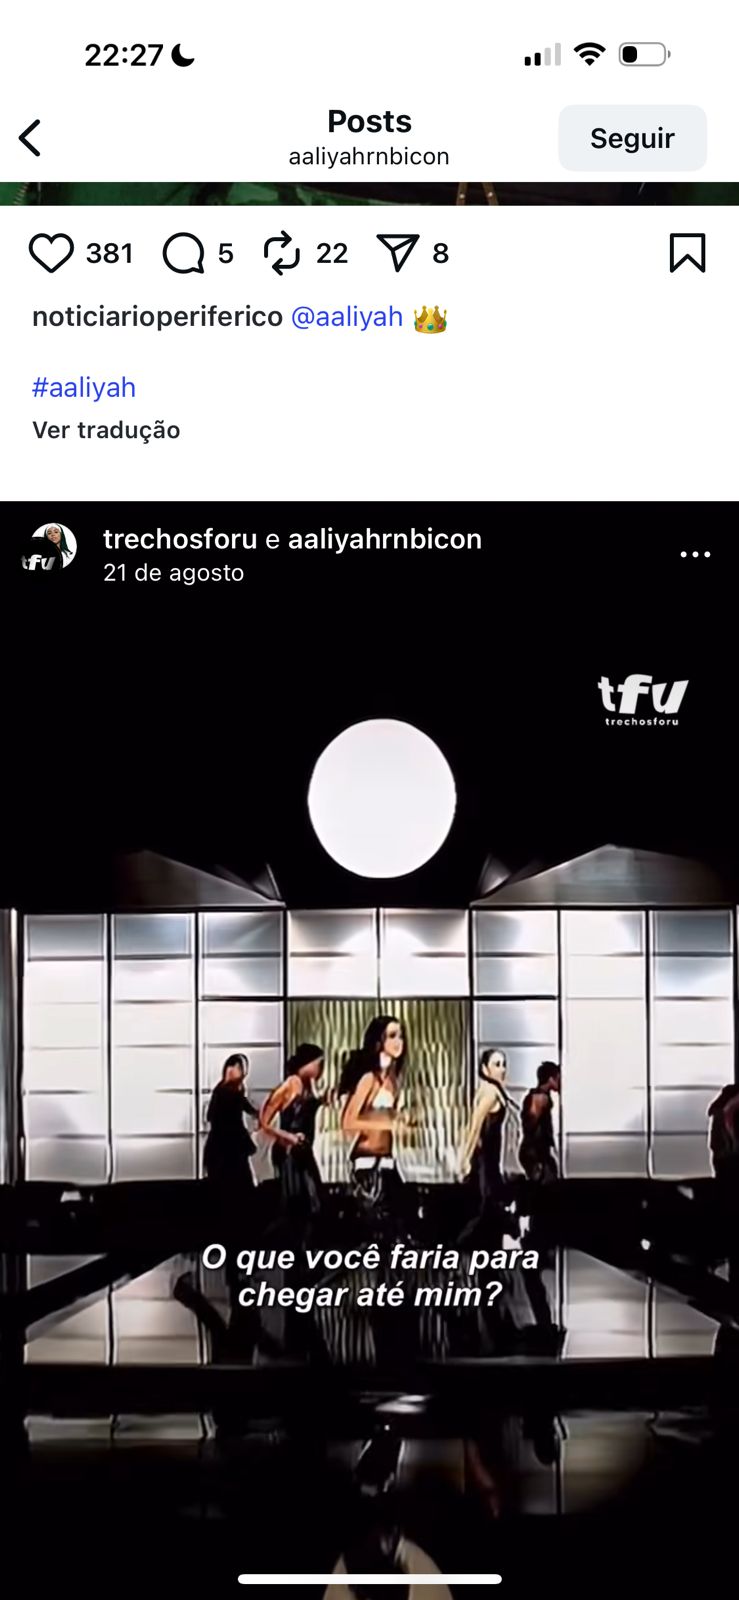 22:27
Posts
aaliyahrnbicon
Seguir
381 5 22 8
noticiarioperiferico @aaliyah
#aaliyah
Ver tradução
tfu
trechosforu e aaliyahrnbicon
21 de agosto
tfu
trechosforu
O que você faria para
chegar até mim?